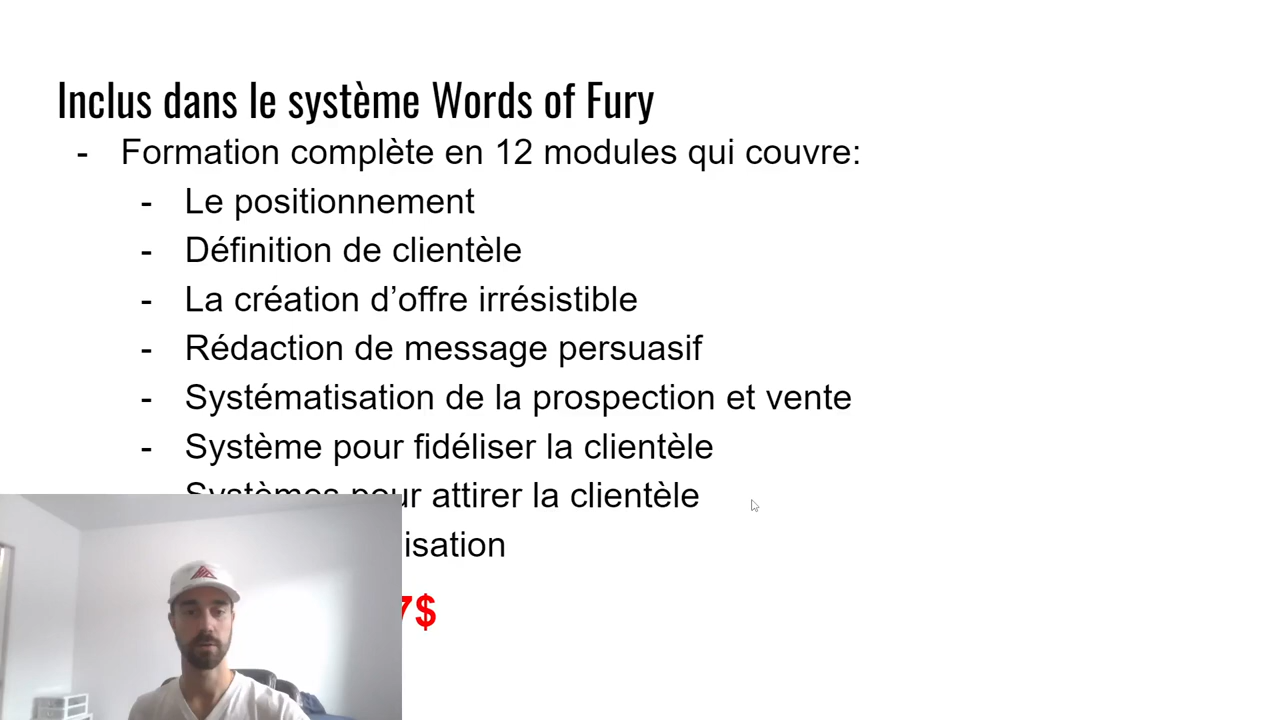 Inclus dans le système Words of Fury
- Formation complète en 12 modules qui couvre:
- Le positionnement
- Définition de clientèle
- La création d’offre irrésistible
- Rédaction de message persuasif
- Systématisation de la prospection et vente
- Système pour fidéliser la clientèle
Systèmes pour attirer la clientèle
isation
7$